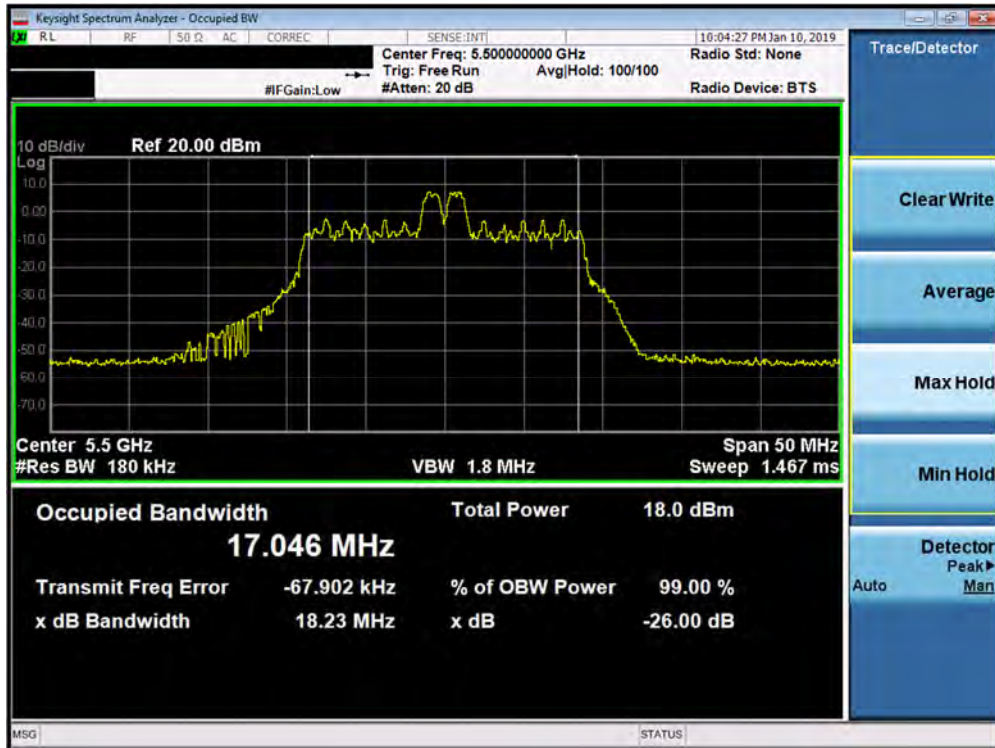 Keysight Spectrum Analyzer - Occupied BW
LXI RL RF 50 Ω AC CORREC SENSE:INT 10:04:27 PM Jan 10, 2019
Center Freq: 5.500000000 GHz Radio Std: None
Trig: Free Run Avg|Hold: 100/100
#IFGain:Low #Atten: 20 dB Radio Device: BTS
Trace/Detector
10 dB/div Ref 20.00 dBm
Log
10.0
0.00
-10.0
-20.0
-30.0
-40.0
-50.0
-60.0
-70.0
Center 5.5 GHz Span 50 MHz
#Res BW 180 kHz VBW 1.8 MHz Sweep 1.467 ms
Occupied Bandwidth Total Power 18.0 dBm
17.046 MHz
Transmit Freq Error -67.902 kHz % of OBW Power 99.00 %
x dB Bandwidth 18.23 MHz x dB -26.00 dB
Clear Write
Average
Max Hold
Min Hold
Detector
Peak▶
Auto Man
MSG STATUS